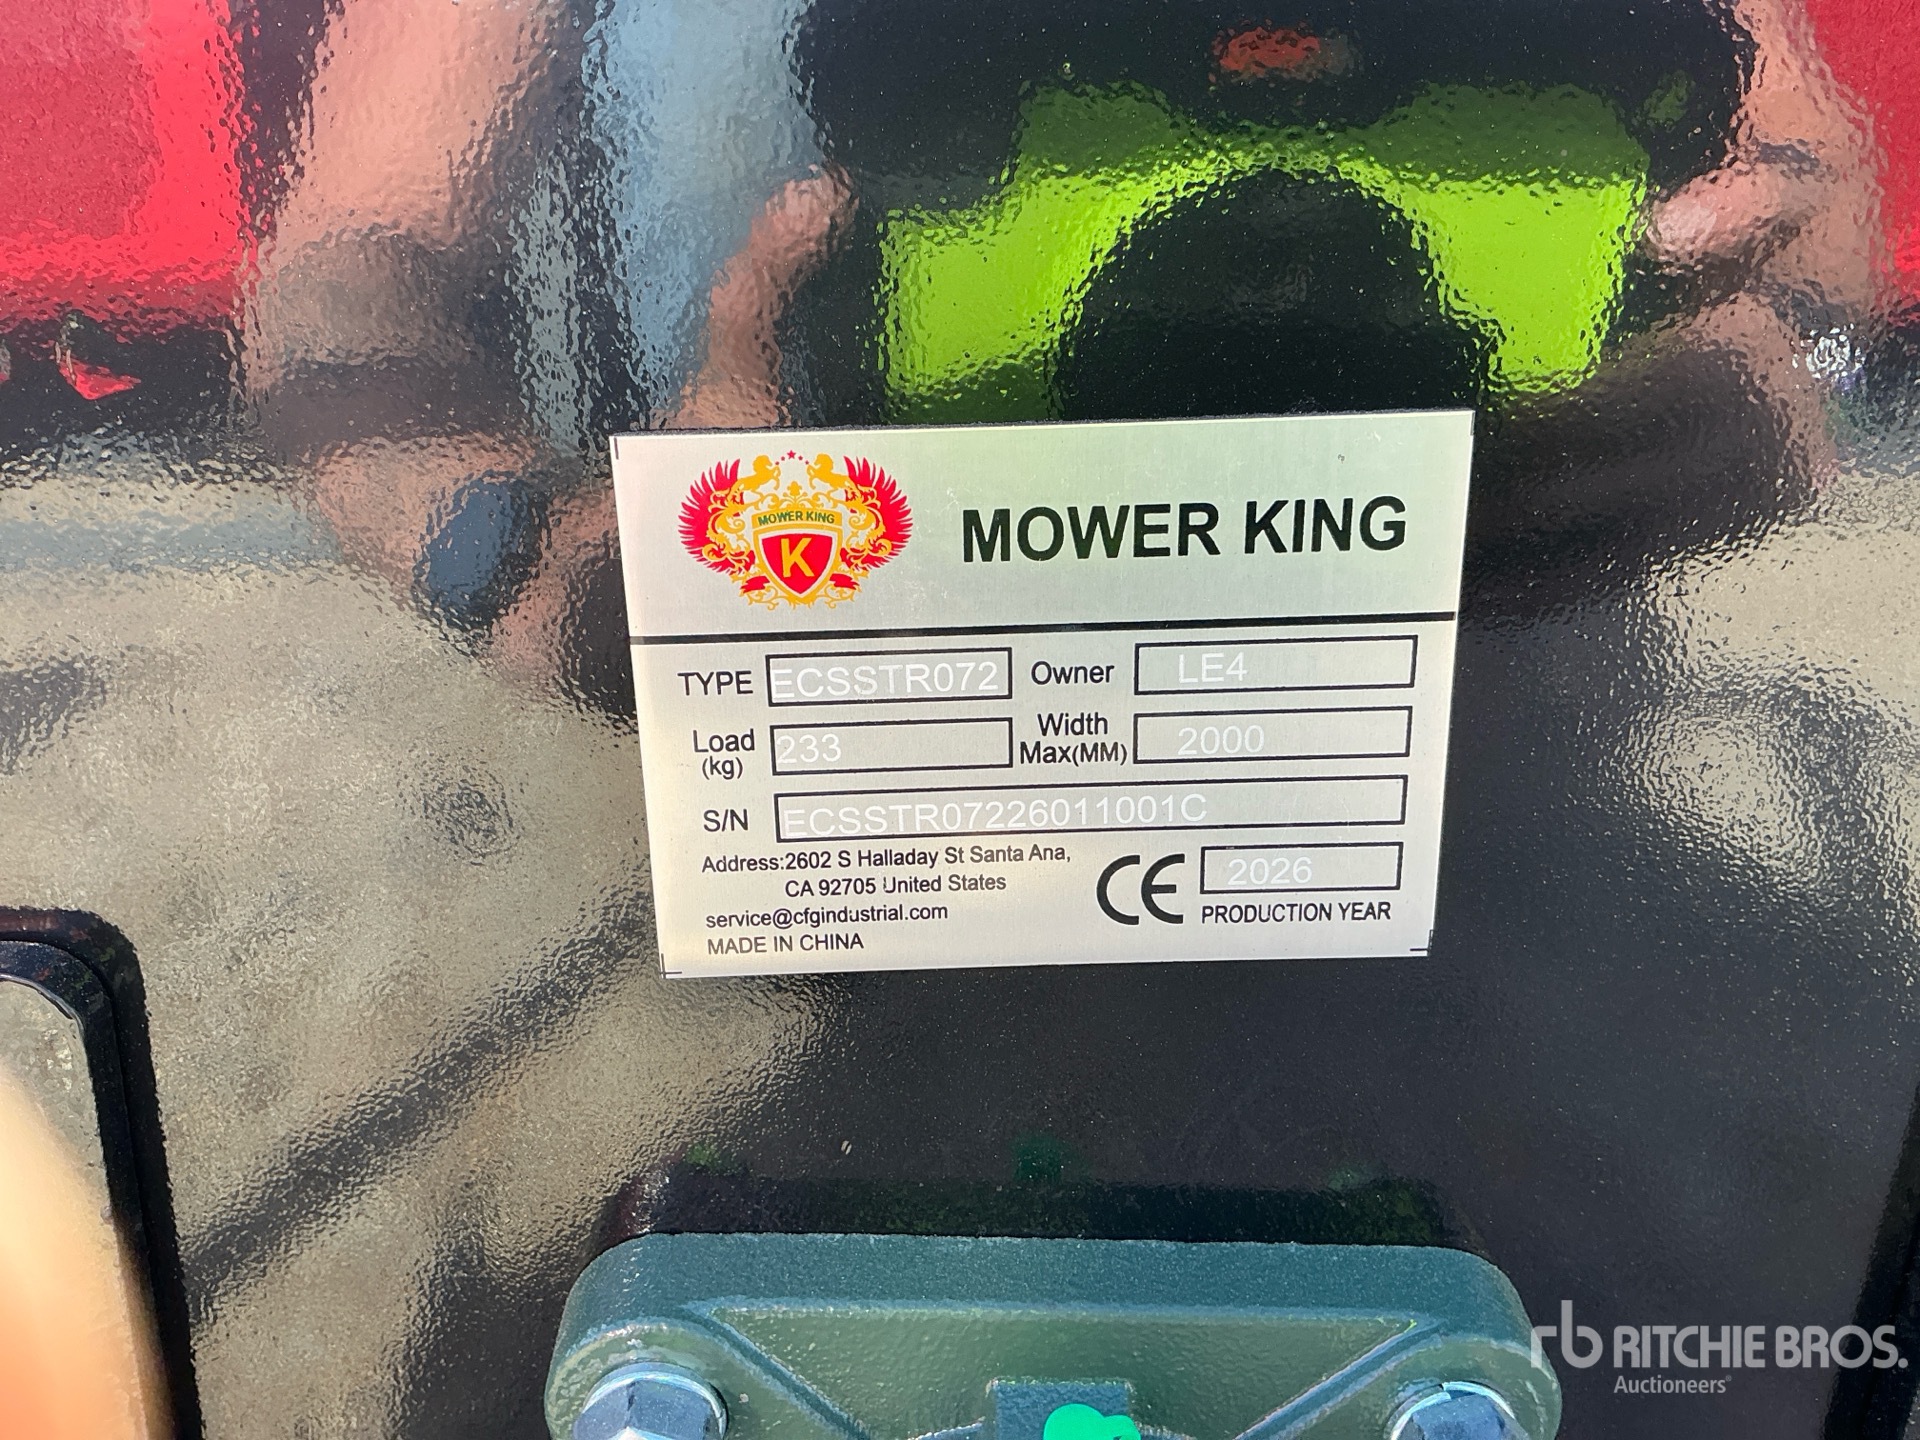 MOWER KING
K
MOWER KING
TYPE ECSSTR072 Owner LE4
Load (kg) 233 Width Max(MM) 2000
S/N ECSSTR07226011001C
Address:2602 S Halladay St Santa Ana,
CA 92705 United States
service@cfgindustrial.com
MADE IN CHINA
CE 2026
PRODUCTION YEAR
rb RITCHIE BROS.
Auctioneers